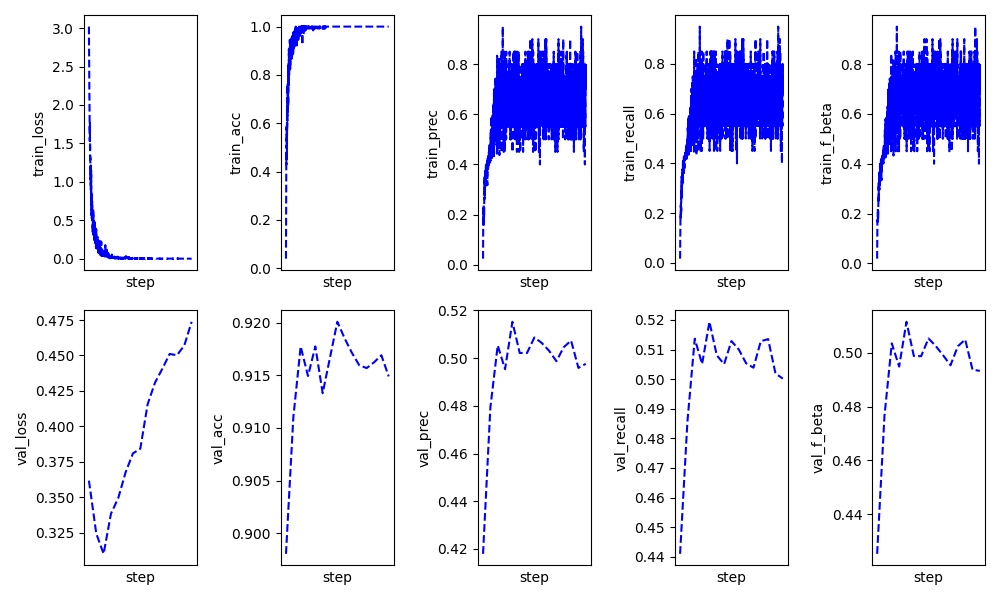 train_loss
3.0
2.5
2.0
1.5
1.0
0.5
0.0
step
train_acc
1.0
0.8
0.6
0.4
0.2
0.0
step
train_prec
0.8
0.6
0.4
0.2
0.0
step
train_recall
0.8
0.6
0.4
0.2
0.0
step
train_f_beta
0.8
0.6
0.4
0.2
0.0
step
val_loss
0.475
0.450
0.425
0.400
0.375
0.350
0.325
step
val_acc
0.920
0.915
0.910
0.905
0.900
step
val_prec
0.52
0.50
0.48
0.46
0.44
0.42
step
val_recall
0.52
0.51
0.50
0.49
0.48
0.47
0.46
0.45
0.44
step
val_f_beta
0.50
0.48
0.46
0.44
step